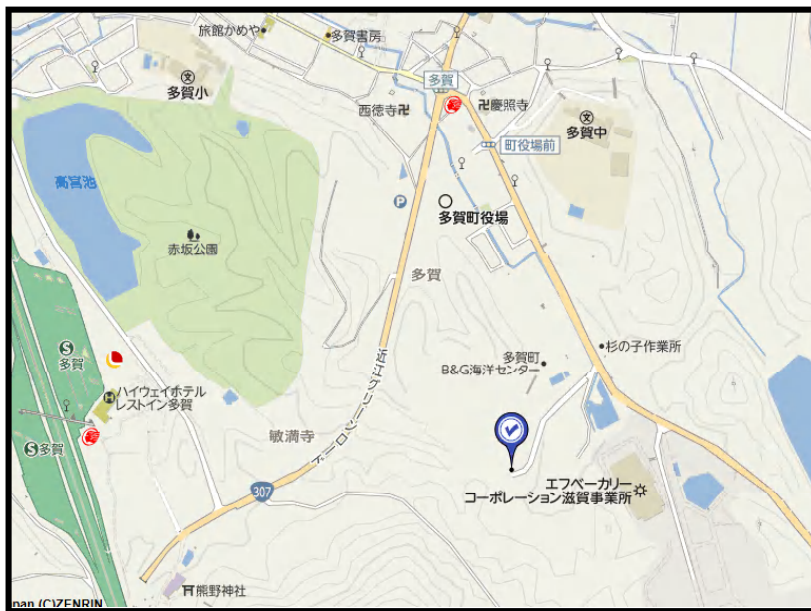 旅館かめや
多賀書房
文
多賀小
多賀
西徳寺卍
卍慶照寺
文
多賀中
町役場前
高宮池
P
多賀町役場
赤坂公園
多賀
杉の子作業所
S
多賀
多賀町
B&G海洋センター
H
ハイウェイホテル
レストイン多賀
近江グリーンロード
敏満寺
S多賀
エフベーカリー
コーポレーション滋賀事業所
307
熊野神社
pan (C)ZENRIN